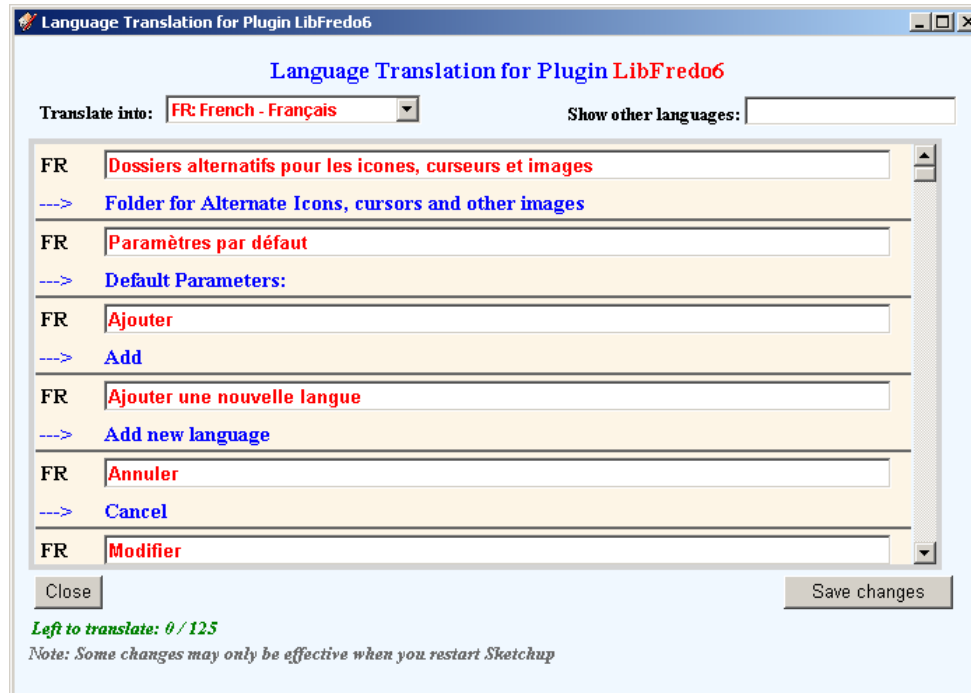 Language Translation for Plugin LibFredo6
Language Translation for Plugin LibFredo6
Translate into: FR: French - Français Show other languages:
FR Dossiers alternatifs pour les icones, curseurs et images
---> Folder for Alternate Icons, cursors and other images
FR Paramètres par défaut
---> Default Parameters:
FR Ajouter
---> Add
FR Ajouter une nouvelle langue
---> Add new language
FR Annuler
---> Cancel
FR Modifier
Close Save changes
Left to translate: 0 / 125
Note: Some changes may only be effective when you restart Sketchup